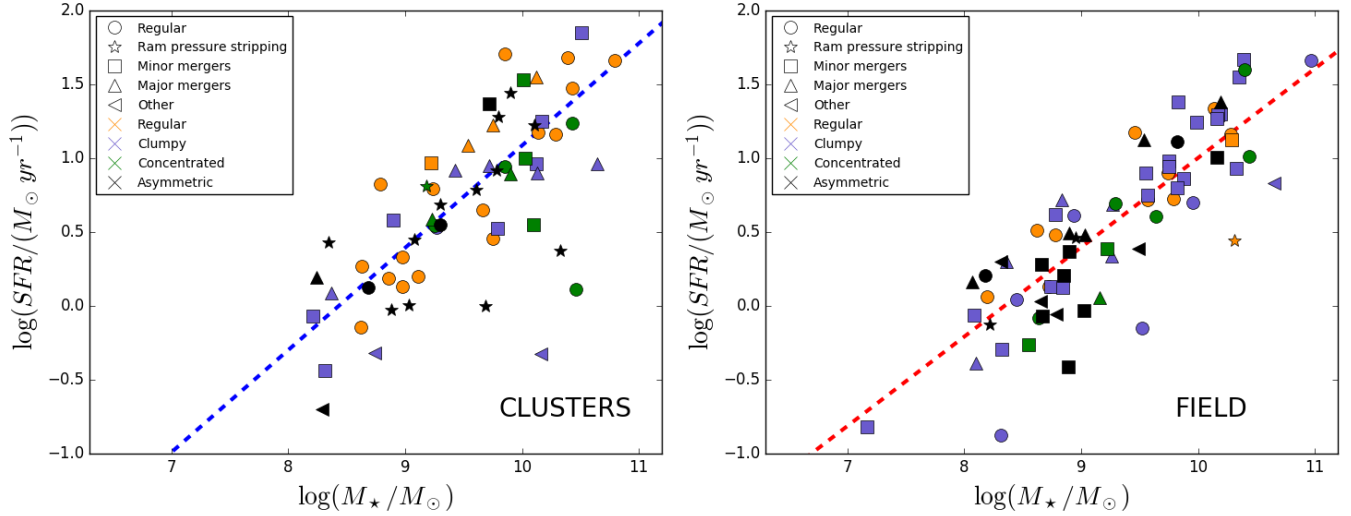 2.0
1.5
1.0
0.5
0.0
−0.5
−1.0
log(SFR/(M⊙ yr⁻¹))
Regular
Ram pressure stripping
Minor mergers
Major mergers
Other
Regular
Clumpy
Concentrated
Asymmetric
CLUSTERS
7 8 9 10 11
log(M⋆/M⊙)
2.0
1.5
1.0
0.5
0.0
−0.5
−1.0
log(SFR/(M⊙ yr⁻¹))
Regular
Ram pressure stripping
Minor mergers
Major mergers
Other
Regular
Clumpy
Concentrated
Asymmetric
FIELD
7 8 9 10 11
log(M⋆/M⊙)